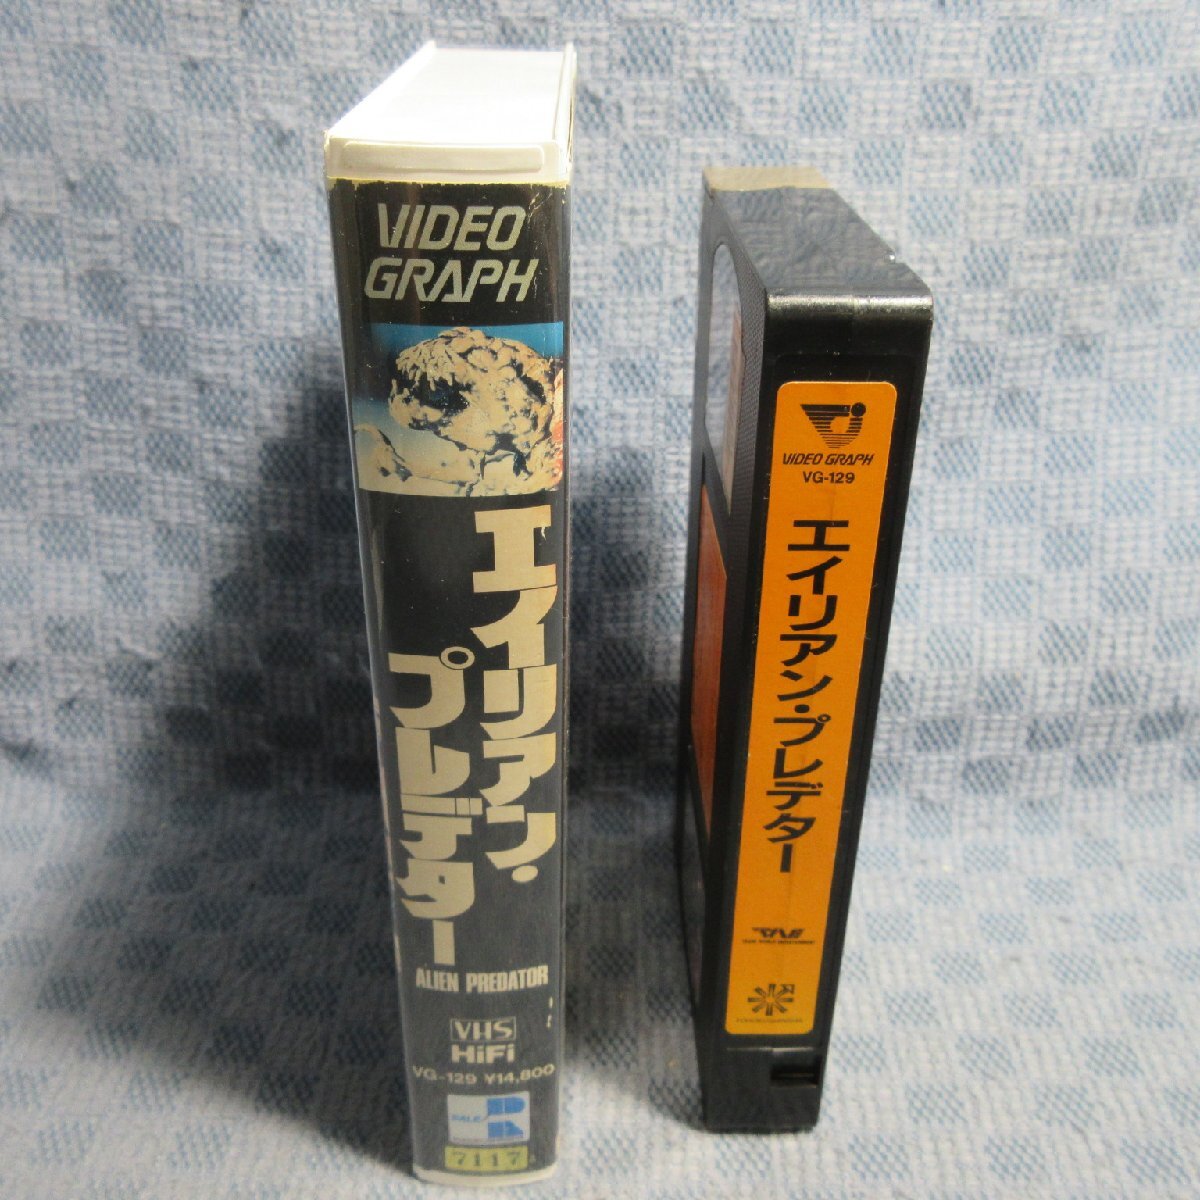 VIDEO
GRAPH
エイリアン・
プレデター
ALIEN PREDATOR
VHS
HiFi
VG-129 ¥14,800
7117
VIDEO GRAPH
VG-129
エイリアン・プレデター